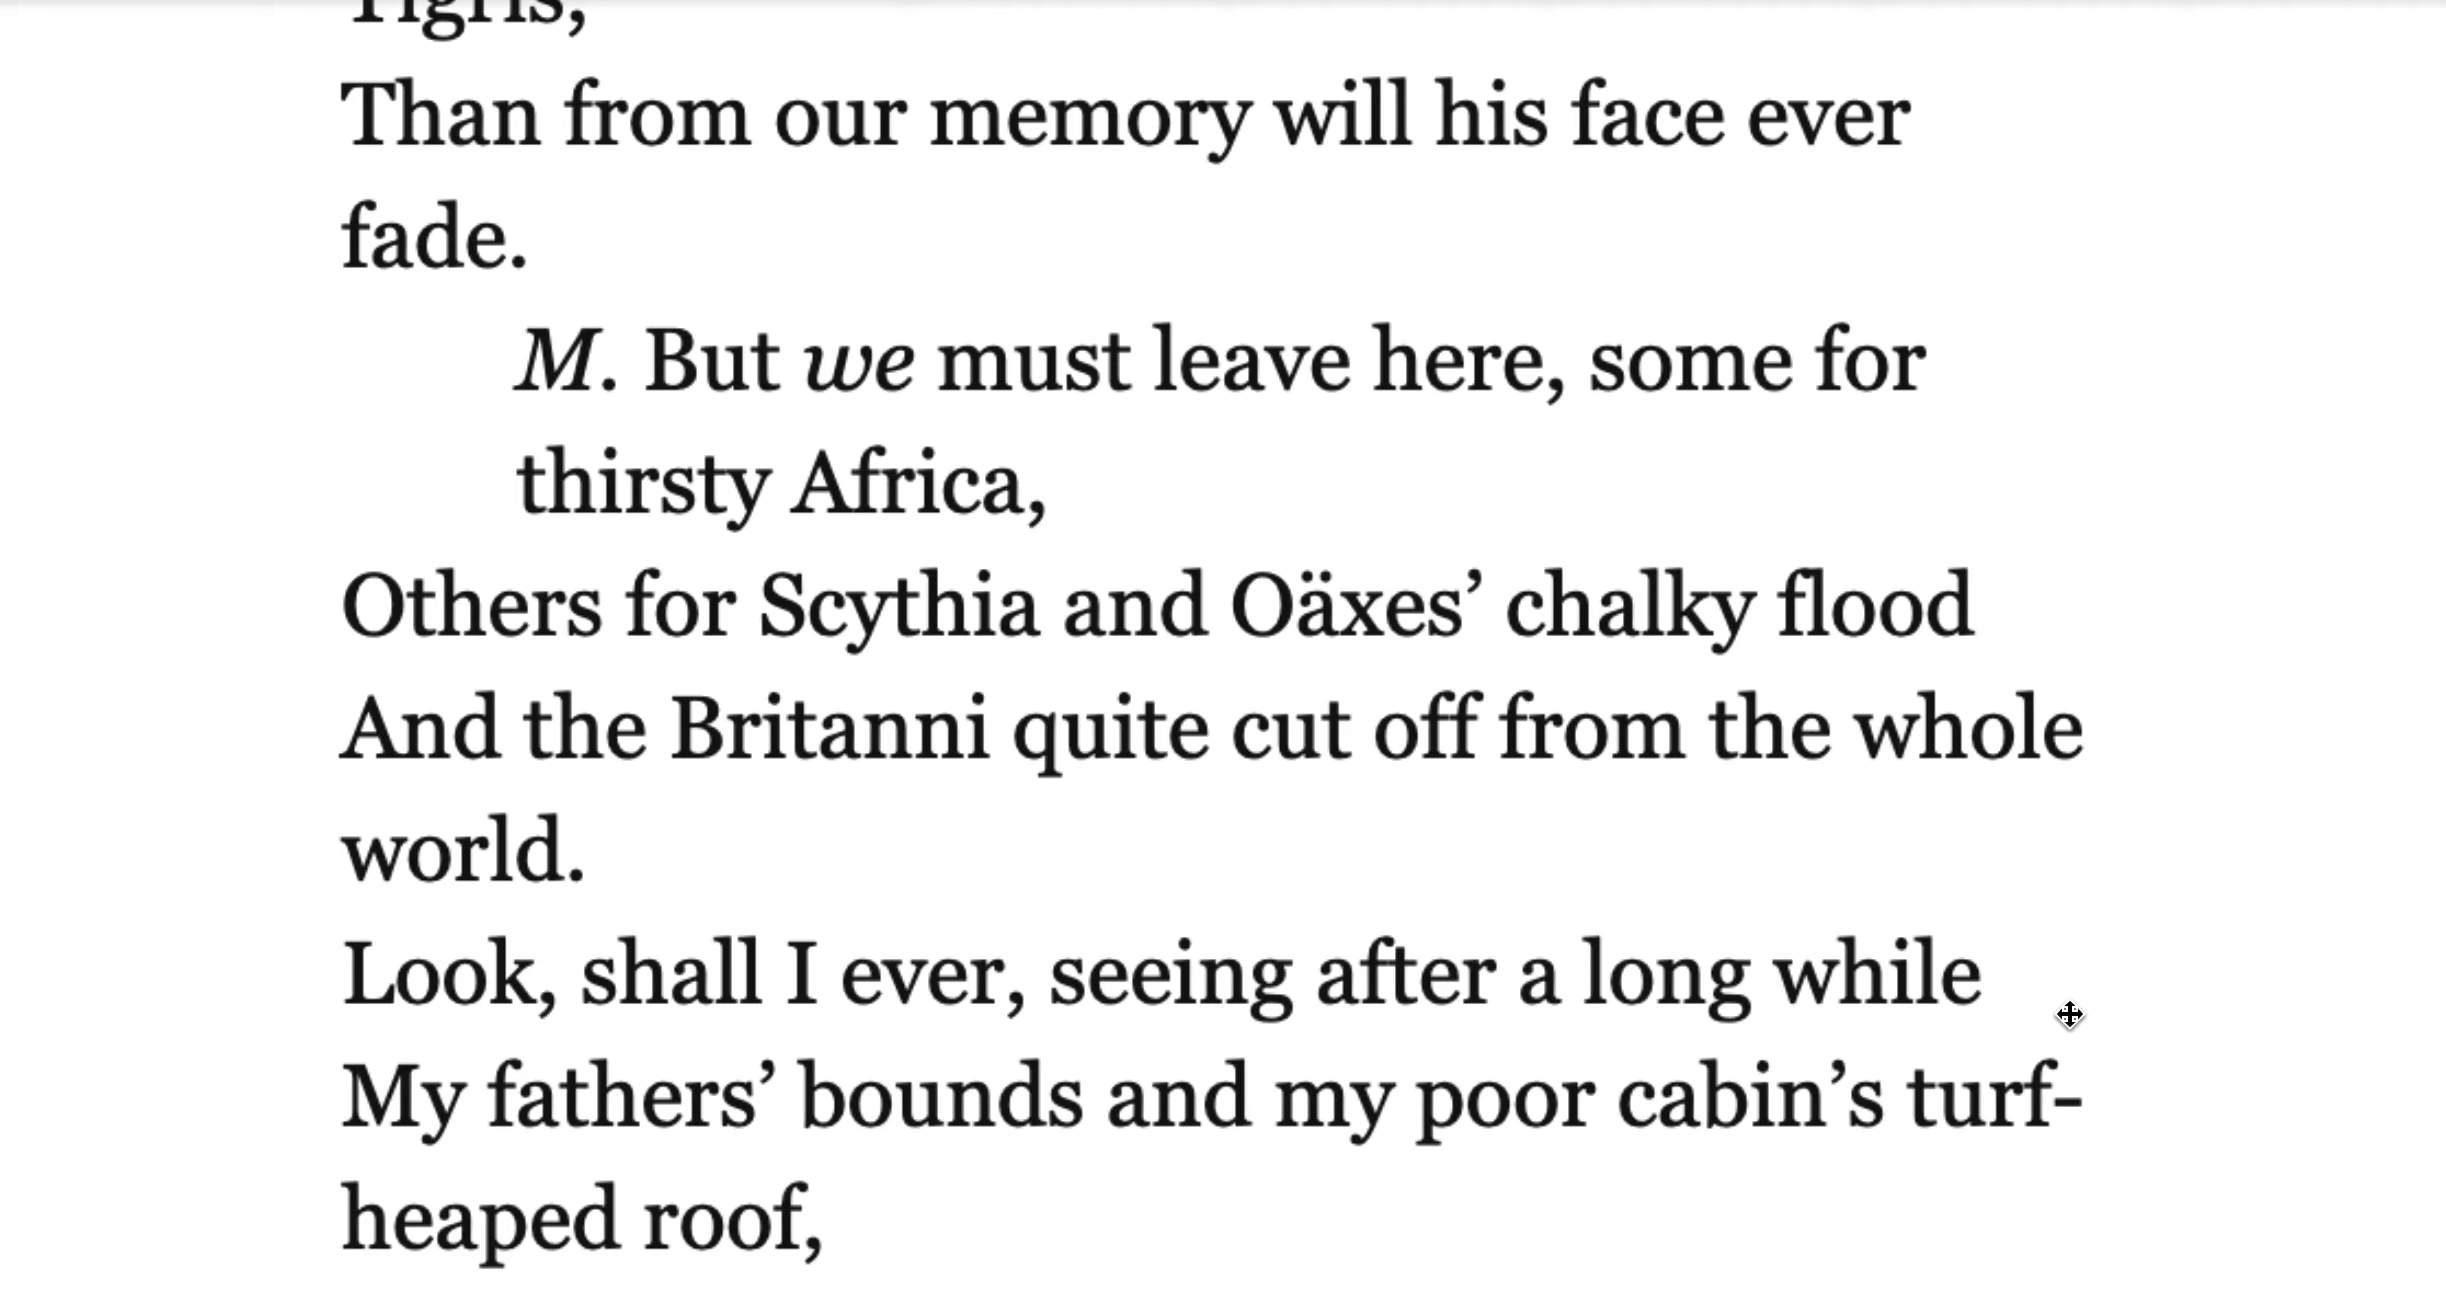 Tigris,
Than from our memory will his face ever
fade.
M. But we must leave here, some for
thirsty Africa,
Others for Scythia and Oäxes’ chalky flood
And the Britanni quite cut off from the whole
world.
Look, shall I ever, seeing after a long while
My fathers’ bounds and my poor cabin’s turf-
heaped roof,